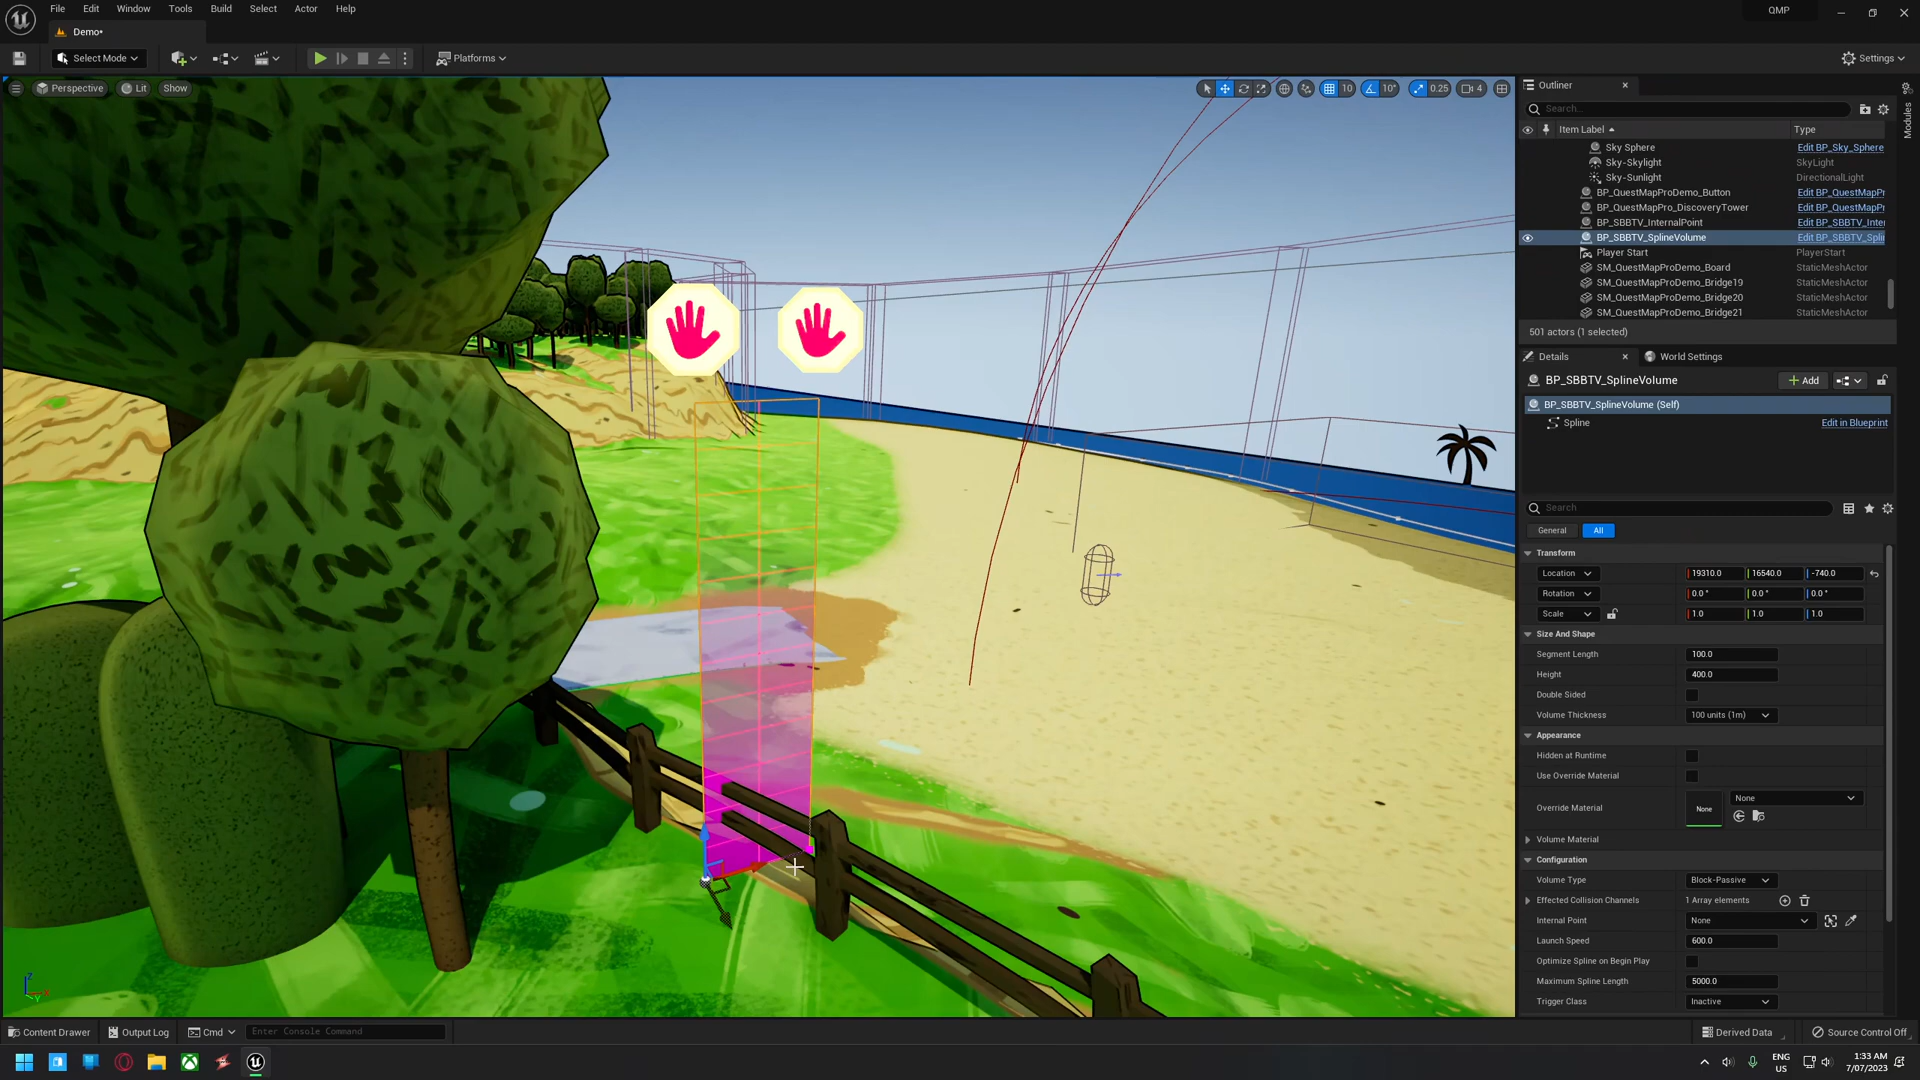 File Edit Window Tools Build Select Actor Help
QMP
Demo•
Select Mode
Platforms
Settings
Perspective Lit Show
10 10° 0.25 4
Outliner
Modules
Search...
Item Label Type
Sky Sphere Edit BP_Sky_Sphere
Sky-Skylight SkyLight
Sky-Sunlight DirectionalLight
BP_QuestMapProDemo_Button Edit BP_QuestMapPr
BP_QuestMapPro_DiscoveryTower Edit BP_QuestMapPr
BP_SBBTV_InternalPoint Edit BP_SBBTV_Inter
BP_SBBTV_SplineVolume Edit BP_SBBTV_Spli
Player Start PlayerStart
SM_QuestMapProDemo_Board StaticMeshActor
SM_QuestMapProDemo_Bridge19 StaticMeshActor
SM_QuestMapProDemo_Bridge20 StaticMeshActor
SM_QuestMapProDemo_Bridge21 StaticMeshActor
501 actors (1 selected)
Details World Settings
BP_SBBTV_SplineVolume Add
BP_SBBTV_SplineVolume (Self)
Spline Edit in Blueprint
Search
General All
Transform
Location 19310.0 16540.0 -740.0
Rotation 0.0 ° 0.0 ° 0.0 °
Scale 1.0 1.0 1.0
Size And Shape
Segment Length 100.0
Height 400.0
Double Sided
Volume Thickness 100 units (1m)
Appearance
Hidden at Runtime
Use Override Material
Override Material None None
Volume Material
Configuration
Volume Type Block-Passive
Effected Collision Channels 1 Array elements
Internal Point None
Launch Speed 600.0
Optimize Spline on Begin Play
Maximum Spline Length 5000.0
Trigger Class Inactive
Z X Y
Content Drawer Output Log Cmd Enter Console Command
Derived Data Source Control Off
ENG
US
1:33 AM
7/07/2023